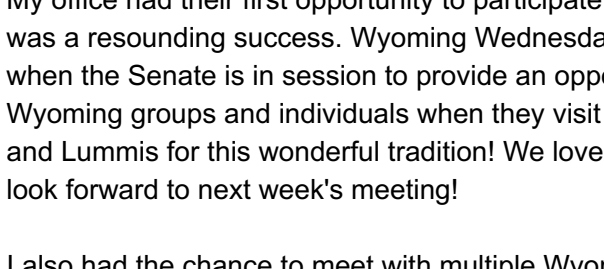 My office had their first opportunity to participate
was a resounding success. Wyoming Wednesda
when the Senate is in session to provide an oppo
Wyoming groups and individuals when they visit
and Lummis for this wonderful tradition! We love
look forward to next week's meeting!
I also had the chance to meet with multiple Wyom